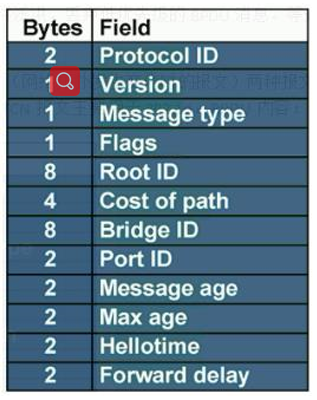 Bytes Field
2 Protocol ID
1 Version
1 Message type
1 Flags
8 Root ID
4 Cost of path
8 Bridge ID
2 Port ID
2 Message age
2 Max age
2 Hellotime
2 Forward delay